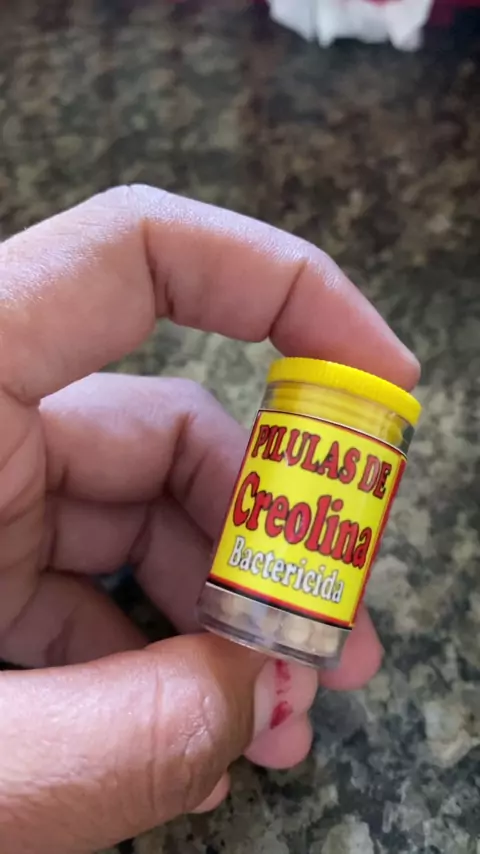 PILULAS DE
Creolina
Bactericida